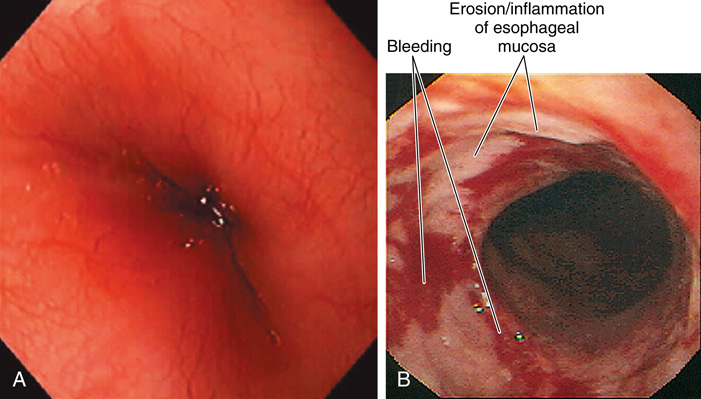 Erosion/inflammation
of esophageal
mucosa
Bleeding
A
B